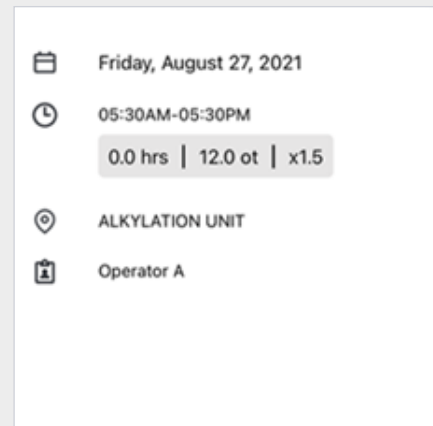 Friday, August 27, 2021
05:30AM-05:30PM
0.0 hrs | 12.0 ot | x1.5
ALKYLATION UNIT
Operator A